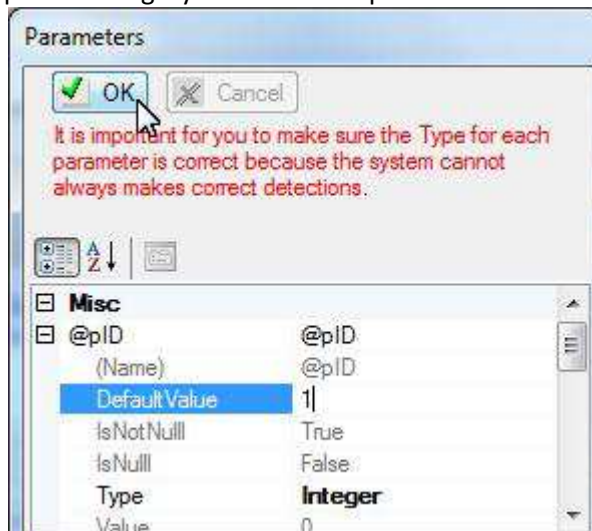 Parameters
OK Cancel
It is important for you to make sure the Type for each
parameter is correct because the system cannot
always makes correct detections.
A
Z
Misc
@pID @pID
(Name) @pID
DefaultValue 1
IsNotNulll True
IsNulll False
Type Integer
Value 0